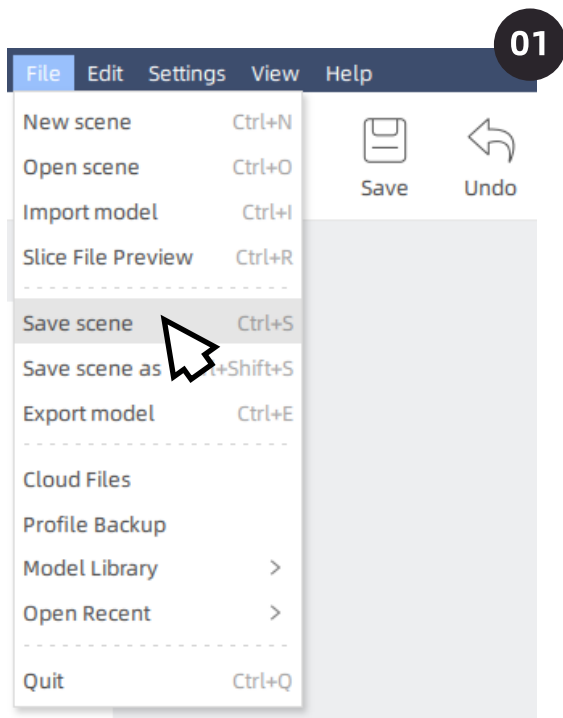 01
File Edit Settings View Help
New scene Ctrl+N
Open scene Ctrl+O
Import model Ctrl+I
Slice File Preview Ctrl+R
Save Undo
Save scene Ctrl+S
Save scene as +Shift+S
Export model Ctrl+E
Cloud Files
Profile Backup
Model Library >
Open Recent >
Quit Ctrl+Q